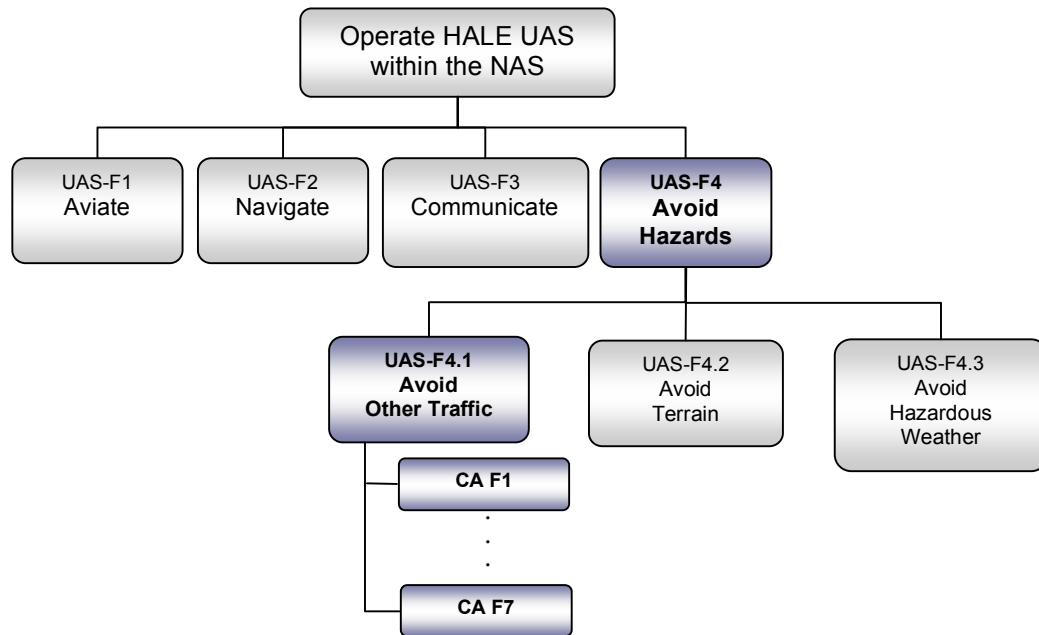 Operate HALE UAS
within the NAS
UAS-F1
Aviate
UAS-F2
Navigate
UAS-F3
Communicate
UAS-F4
Avoid
Hazards
UAS-F4.1
Avoid
Other Traffic
UAS-F4.2
Avoid
Terrain
UAS-F4.3
Avoid
Hazardous
Weather
CA F1
.
.
.
CA F7